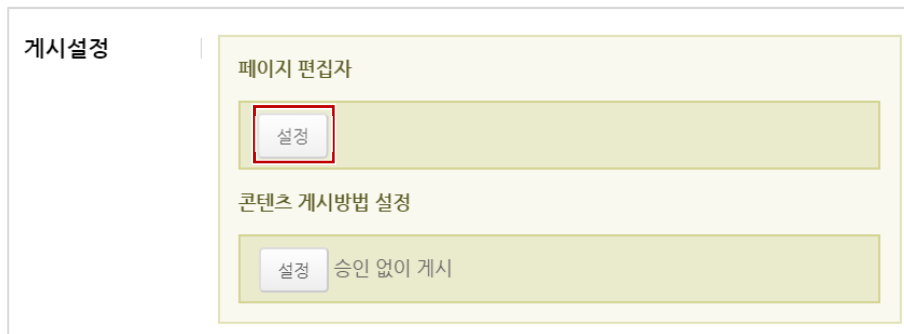 게시설정
페이지 편집자
설정
콘텐츠 게시방법 설정
설정 승인 없이 게시